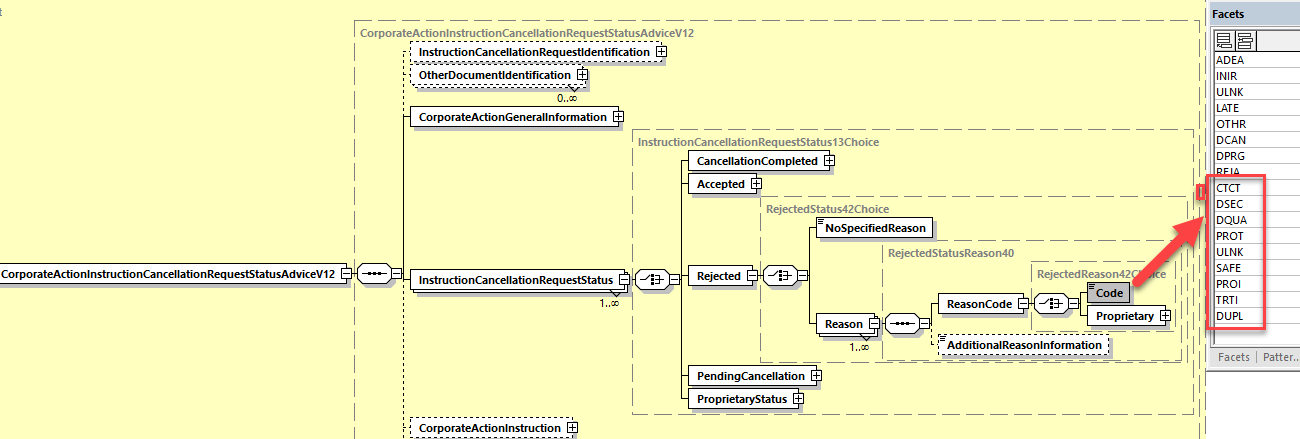 t
CorporateActionInstructionCancellationRequestStatusAdviceV12
InstructionCancellationRequestIdentification
OtherDocumentIdentification
0..∞
CorporateActionGeneralInformation
InstructionCancellationRequestStatus13Choice
CancellationCompleted
Accepted
RejectedStatus42Choice
NoSpecifiedReason
RejectedStatusReason40
RejectedReason42Choice
CorporateActionInstructionCancellationRequestStatusAdviceV12
InstructionCancellationRequestStatus
1..∞
Rejected
ReasonCode
Code
Proprietary
Reason
1..∞
AdditionalReasonInformation
PendingCancellation
ProprietaryStatus
CorporateActionInstruction
Facets
ADEA
INIR
ULNK
LATE
OTHR
DCAN
DPRG
REJA
CTCT
DSEC
DQUA
PROT
ULNK
SAFE
PROI
TRTI
DUPL
Facets Patter...